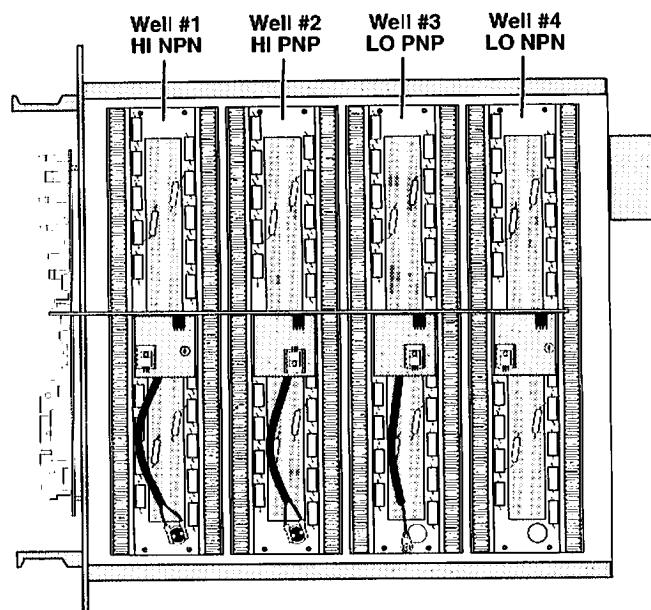 Well #1
HI NPN
Well #2
HI PNP
Well #3
LO PNP
Well #4
LO NPN